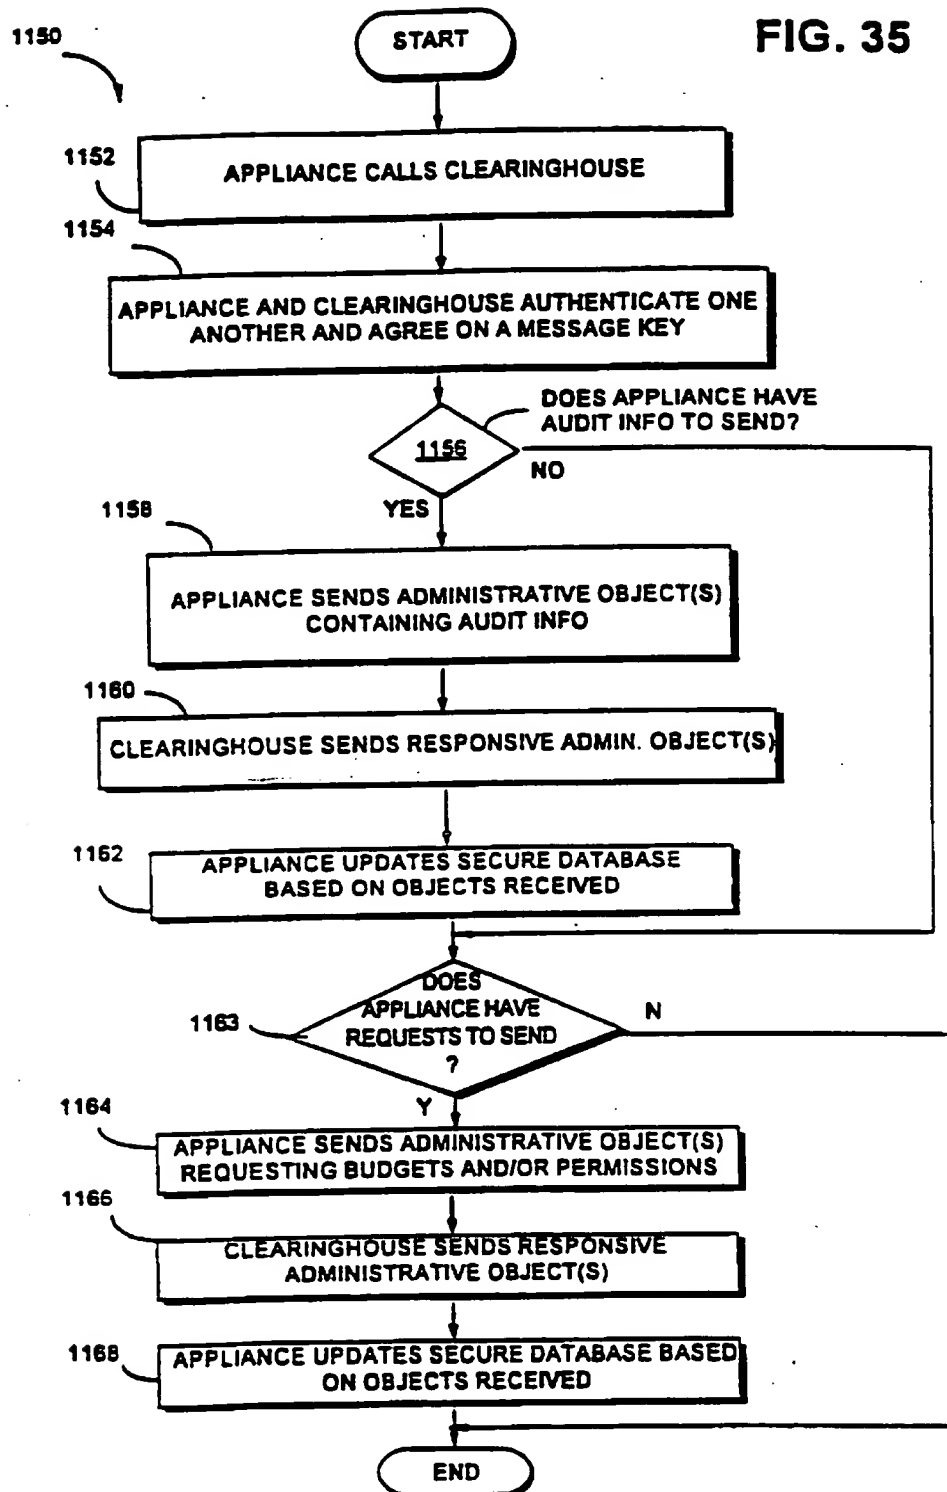 FIG. 35
1150
START
1152
APPLIANCE CALLS CLEARINGHOUSE
1154
APPLIANCE AND CLEARINGHOUSE AUTHENTICATE ONE
ANOTHER AND AGREE ON A MESSAGE KEY
DOES APPLIANCE HAVE
AUDIT INFO TO SEND?
1156
NO
YES
1158
APPLIANCE SENDS ADMINISTRATIVE OBJECT(S)
CONTAINING AUDIT INFO
1160
CLEARINGHOUSE SENDS RESPONSIVE ADMIN. OBJECT(S)
1162
APPLIANCE UPDATES SECURE DATABASE
BASED ON OBJECTS RECEIVED
DOES
APPLIANCE HAVE
REQUESTS TO SEND
?
1163
N
Y
1164
APPLIANCE SENDS ADMINISTRATIVE OBJECT(S)
REQUESTING BUDGETS AND/OR PERMISSIONS
1166
CLEARINGHOUSE SENDS RESPONSIVE
ADMINISTRATIVE OBJECT(S)
1168
APPLIANCE UPDATES SECURE DATABASE BASED
ON OBJECTS RECEIVED
END